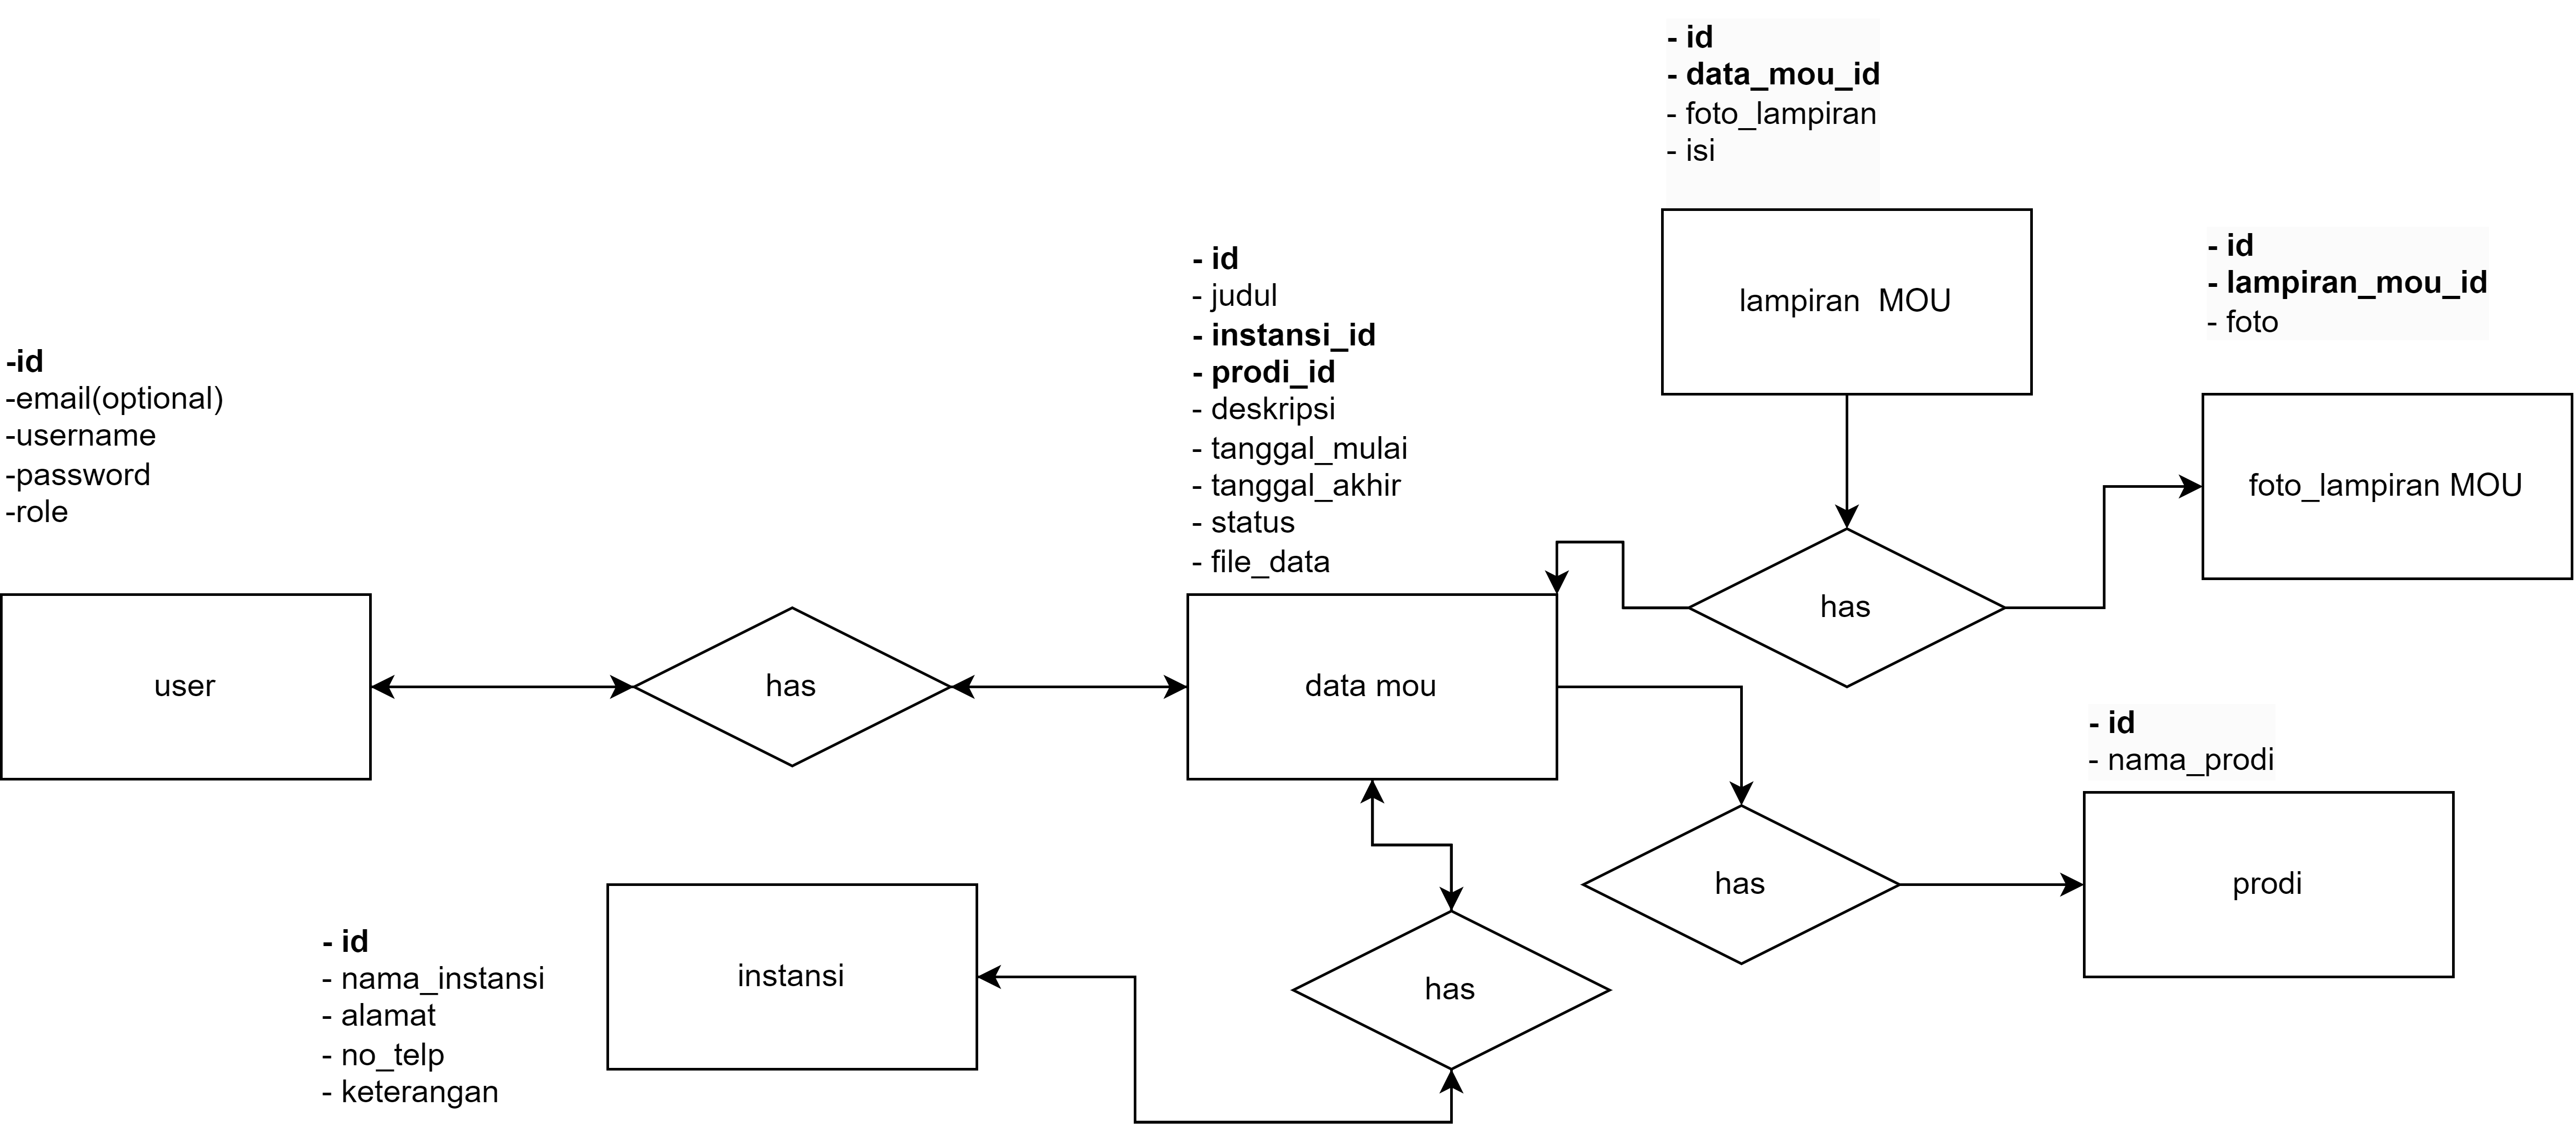 - id
- data_mou_id
- foto_lampiran
- isi
lampiran  MOU
- id
- lampiran_mou_id
- foto
foto_lampiran MOU
has
- id
- judul
- instansi_id
- prodi_id
- deskripsi
- tanggal_mulai
- tanggal_akhir
- status
- file_data
data mou
-id
-email(optional)
-username
-password
-role
user
has
- id
- nama_prodi
prodi
has
- id
- nama_instansi
- alamat
- no_telp
- keterangan
instansi
has